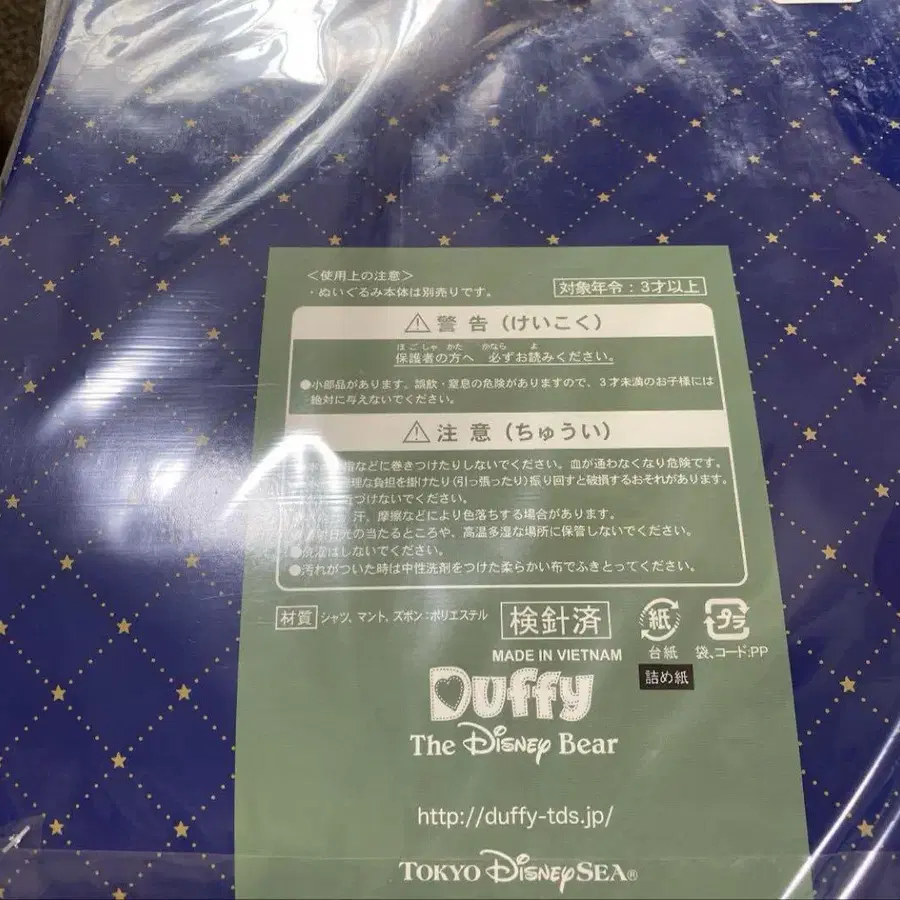 ＜使用上の注意＞
・ぬいぐるみ本体は別売りです。
対象年令：3才以上
⚠警告（けいこく）
ほごしゃ かた かなら よ
保護者の方へ 必ずお読みください。
●小部品があります。誤飲・窒息の危険がありますので、3才未満のお子様には
絶対に与えないでください。
⚠注意（ちゅうい）
指などに巻きつけたりしないでください。血が通わなくなり危険です。
な負担を掛けたり（引っ張ったり）振り回すと破損するおそれがあります。
づけないでください。
汗、摩擦などにより色落ちする場合があります。
日光の当たるところや、高温多湿な場所に保管しないでください。
はしないでください。
●汚れがついた時は中性洗剤をつけた柔らかい布でふきとってください。
材質 シャツ、マント、ズボン：ポリエステル
検針済
紙
プラ
台紙
袋、コード：PP
MADE IN VIETNAM
詰め紙
Duffy
The Disney Bear
http://duffy-tds.jp/
TOKYO DisneySEA®